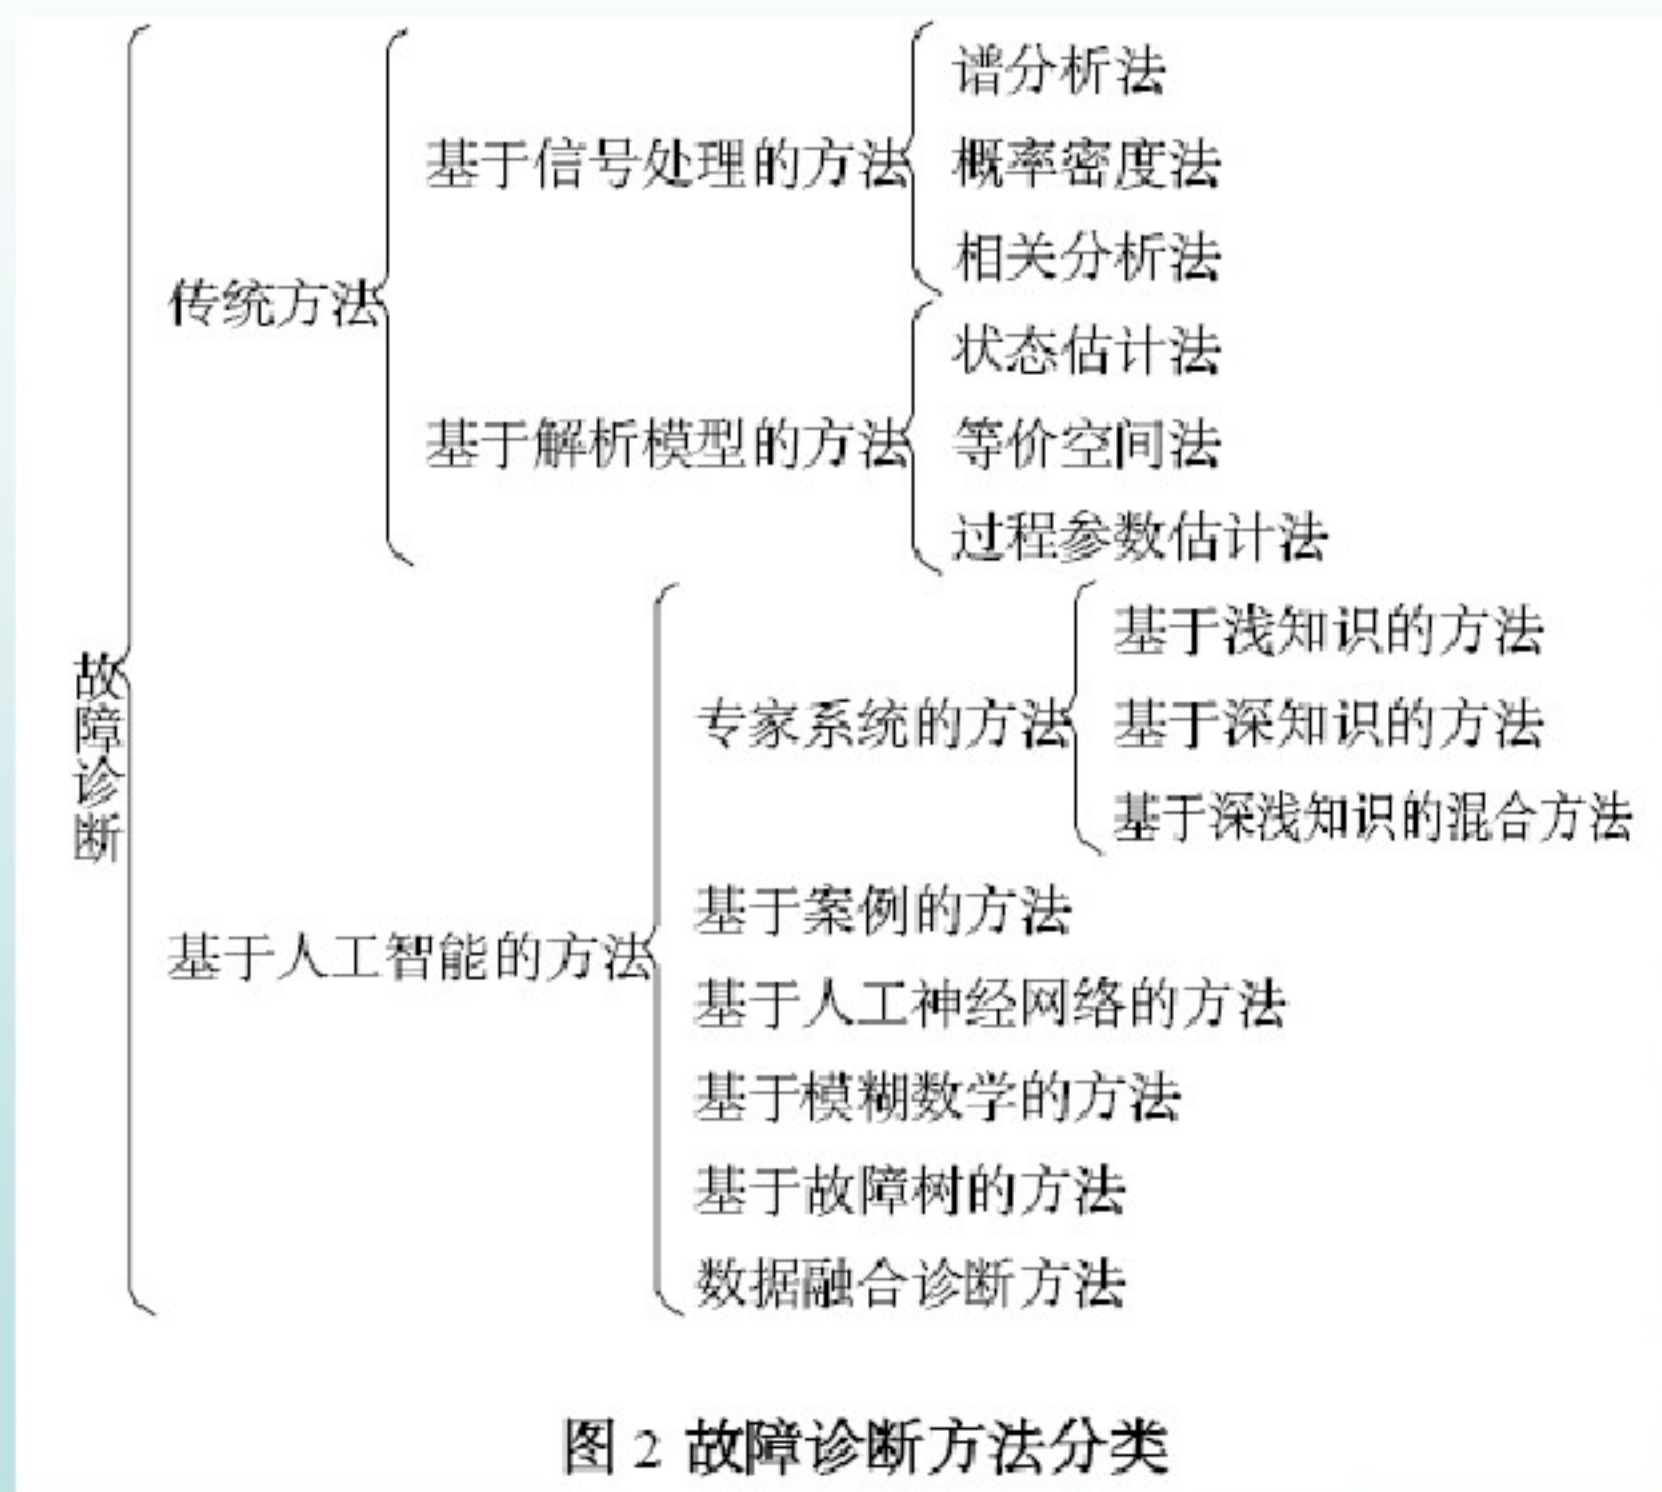 故障诊断
传统方法
基于信号处理的方法
谱分析法
概率密度法
相关分析法
基于解析模型的方法
状态估计法
等价空间法
过程参数估计法
基于人工智能的方法
专家系统的方法
基于浅知识的方法
基于深知识的方法
基于深浅知识的混合方法
基于案例的方法
基于人工神经网络的方法
基于模糊数学的方法
基于故障树的方法
数据融合诊断方法
图 2 故障诊断方法分类